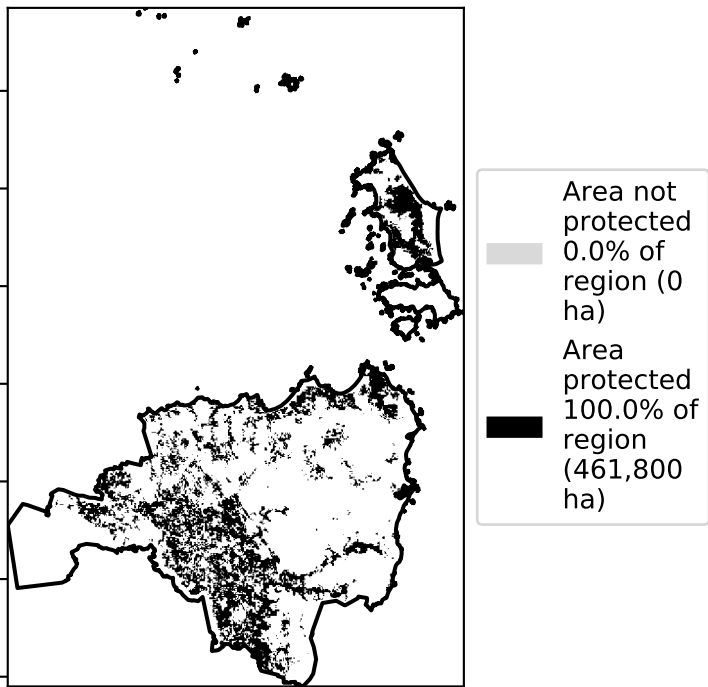 Area not
protected
0.0% of
region (0
ha)
Area
protected
100.0% of
region
(461,800
ha)